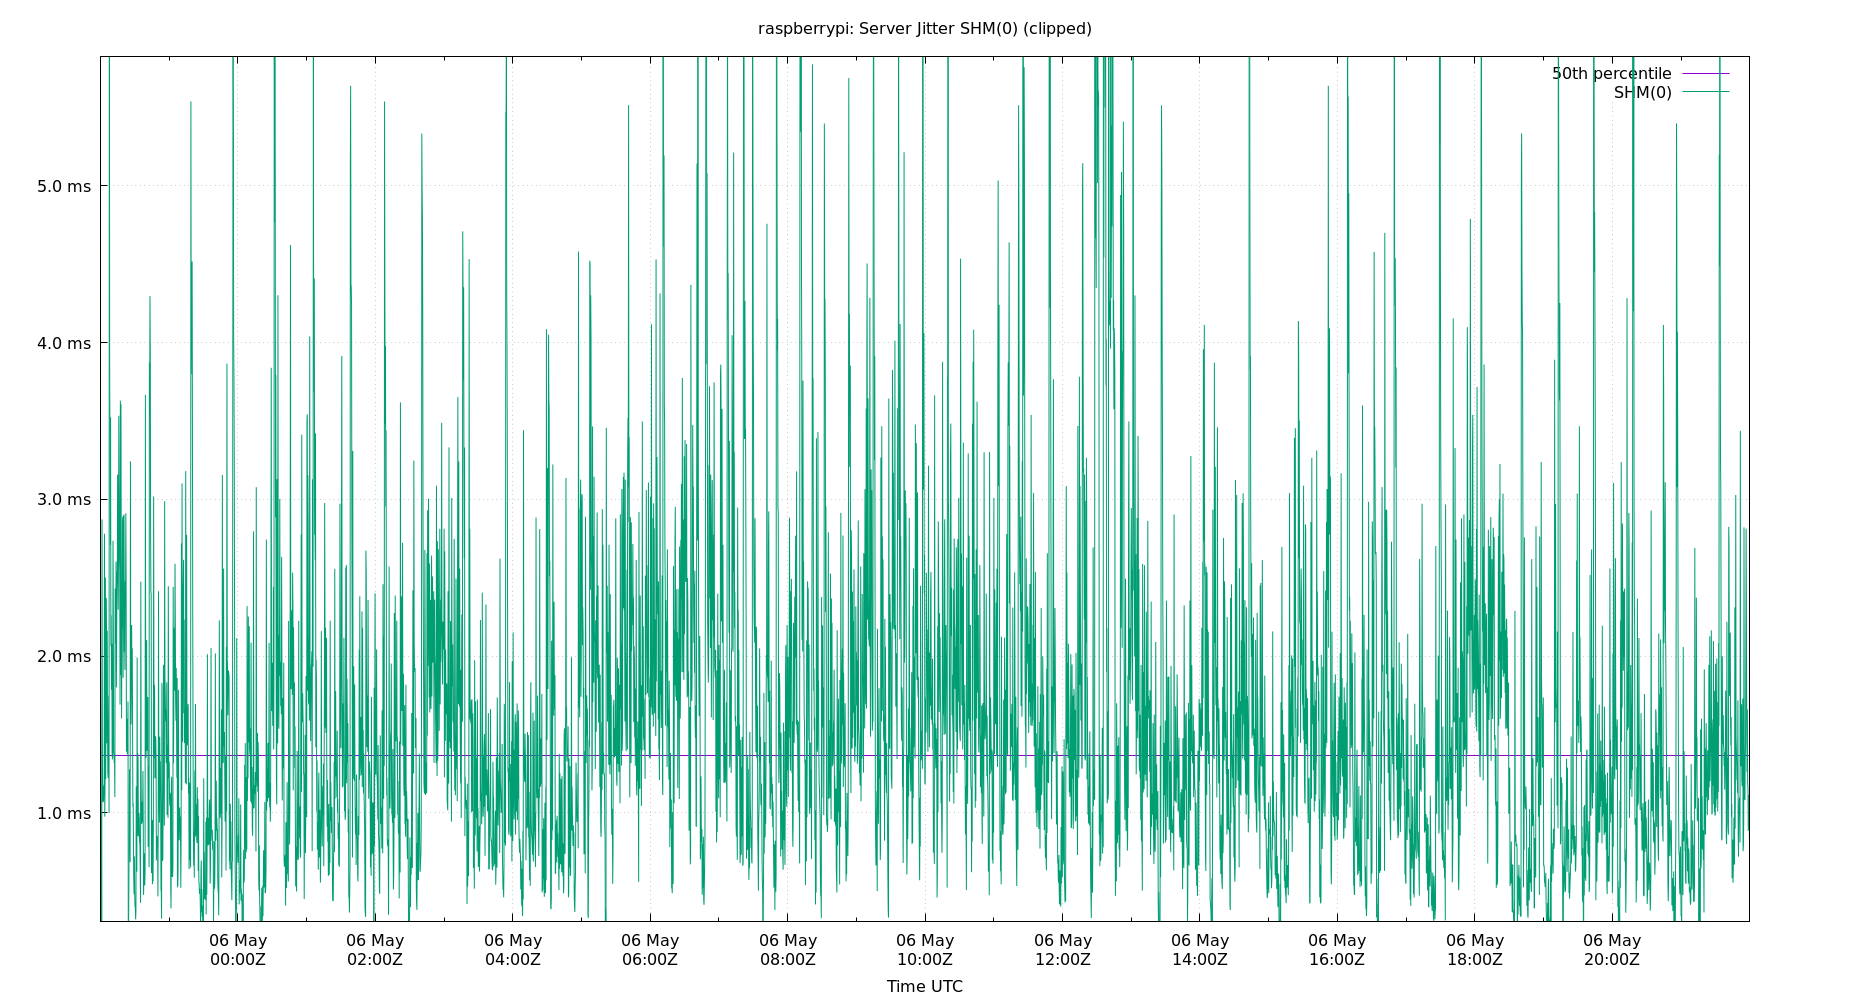 raspberrypi: Server Jitter SHM(0) (clipped)
50th percentile
SHM(0)
5.0 ms
4.0 ms
3.0 ms
2.0 ms
1.0 ms
06 May 06 May 06 May 06 May 06 May 06 May 06 May 06 May 06 May 06 May 06 May
00:00Z 02:00Z 04:00Z 06:00Z 08:00Z 10:00Z 12:00Z 14:00Z 16:00Z 18:00Z 20:00Z
Time UTC